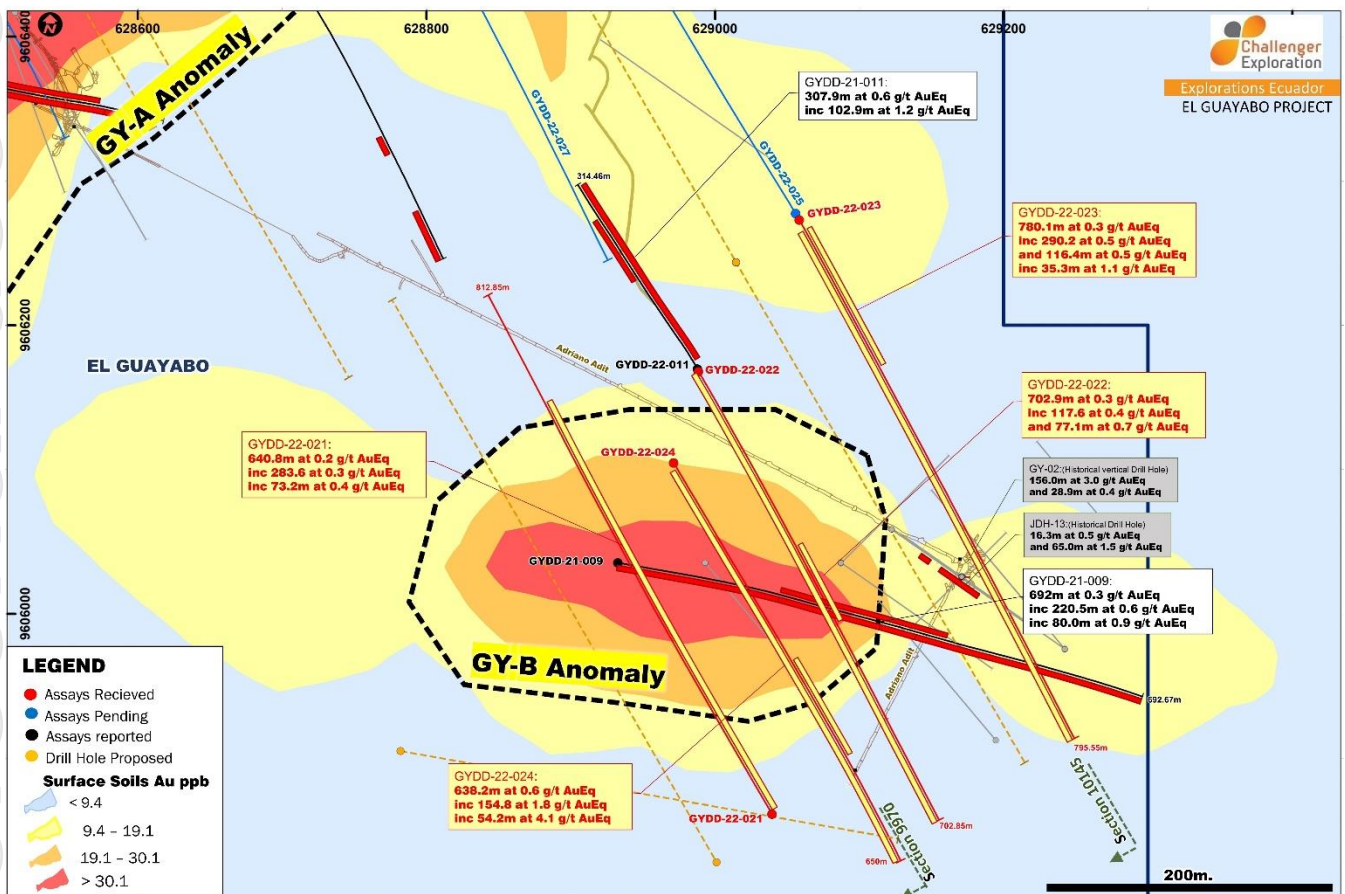 628600
628800
629000
629200
9606400
9606200
9606000
N
Challenger
Exploration
Explorations Ecuador
EL GUAYABO PROJECT
GY-A Anomaly
GYDD-22-027
314.46m
GYDD-21-011:
307.9m at 0.6 g/t AuEq
inc 102.9m at 1.2 g/t AuEq
GYDD-22-025
GYDD-22-023
GYDD-22-023:
780.1m at 0.3 g/t AuEq
inc 290.2 at 0.5 g/t AuEq
and 116.4m at 0.5 g/t AuEq
inc 35.3m at 1.1 g/t AuEq
812.85m
Adriano Adit
EL GUAYABO
GYDD-22-011
GYDD-22-022
GYDD-22-022:
702.9m at 0.3 g/t AuEq
Inc 117.6 at 0.4 g/t AuEq
and 77.1m at 0.7 g/t AuEq
GYDD-22-021:
640.8m at 0.2 g/t AuEq
inc 283.6 at 0.3 g/t AuEq
inc 73.2m at 0.4 g/t AuEq
GYDD-22-024
GY-02:(Historical vertical Drill Hole)
156.0m at 3.0 g/t AuEq
and 28.9m at 0.4 g/t AuEq
JDH-13:(Historical Drill Hole)
16.3m at 0.5 g/t AuEq
and 65.0m at 1.5 g/t AuEq
GYDD-21-009
GYDD-21-009:
692m at 0.3 g/t AuEq
inc 220.5m at 0.6 g/t AuEq
inc 80.0m at 0.9 g/t AuEq
GY-B Anomaly
Adriano Adit
692.67m
795.55m
GYDD-22-024:
638.2m at 0.6 g/t AuEq
inc 154.8 at 1.8 g/t AuEq
inc 54.2m at 4.1 g/t AuEq
GYDD-22-021
702.85m
650m
Section 9970
Section 10145
200m.
LEGEND
Assays Recieved
Assays Pending
Assays reported
Drill Hole Proposed
Surface Soils Au ppb
< 9.4
9.4 – 19.1
19.1 – 30.1
> 30.1